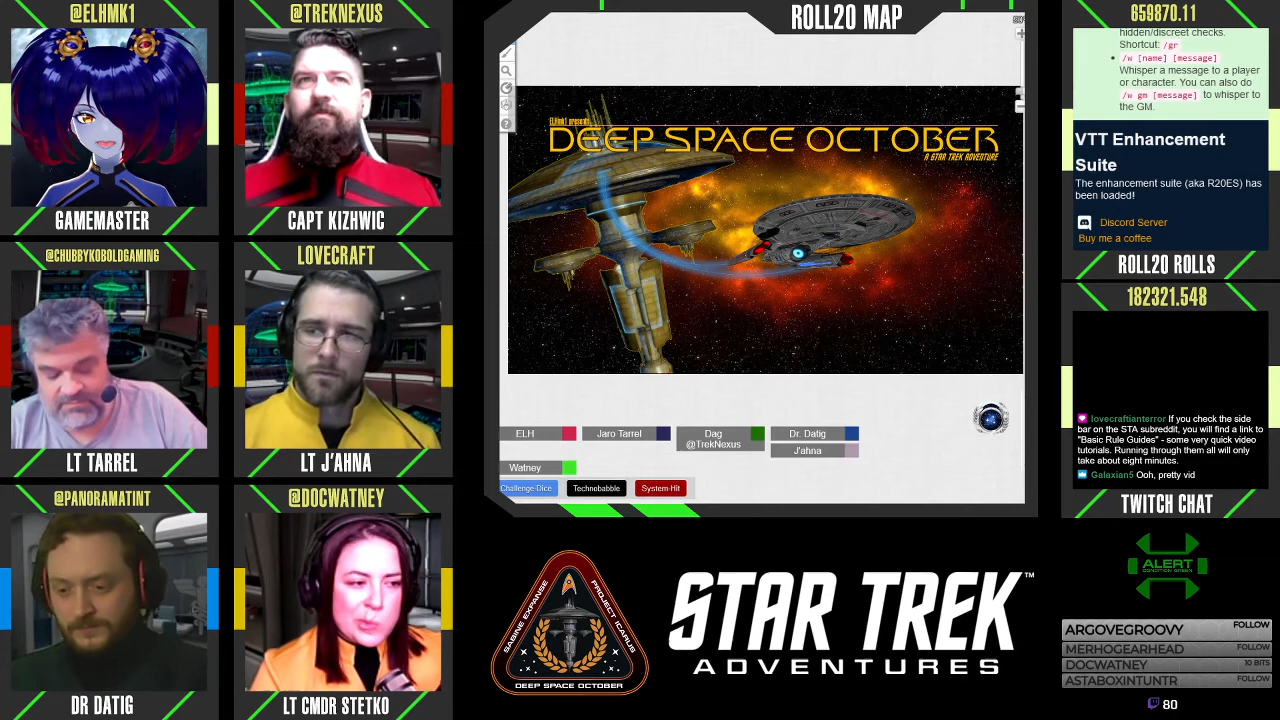 @ELHMK1
GAMEMASTER
@TREKNEXUS
CAPT KIZHWIC
@CHUBBYKOBOLDGAMING
LT TARREL
LOVECRAFT
LT J'AHNA
@PANORAMATINT
DR DATIG
@DOCWATNEY
LT CMDR STETKO
ROLL20 MAP
ELHmk1 presents
DEEP SPACE OCTOBER
A STAR TREK ADVENTURE
ELH
Jaro Tarrel
Dag
@TrekNexus
Dr. Datig
J'ahna
Watney
Challenge-Dice
Technobabble
System-Hit
SABINE EXPANSE
PROJECT ICARUS
DEEP SPACE OCTOBER
STAR TREK™
ADVENTURES
659870.11
hidden/discreet checks.
Shortcut: /gr
• /w [name] [message]
Whisper a message to a player
or character. You can also do
/w gm [message] to whisper to
the GM.
VTT Enhancement
Suite
The enhancement suite (aka R20ES) has
been loaded!
Discord Server
Buy me a coffee
ROLL20 ROLLS
182321.548
lovecraftianterror If you check the side
bar on the STA subreddit, you will find a link to
"Basic Rule Guides" - some very quick video
tutorials. Running through them all will only
take about eight minutes.
Galaxian5 Ooh, pretty vid
TWITCH CHAT
ALERT
CONDITION GREEN
ARGOVEGROOVY FOLLOW
MERHOGEARHEAD FOLLOW
DOCWATNEY 10 BITS
ASTABOXINTUNTR FOLLOW
80